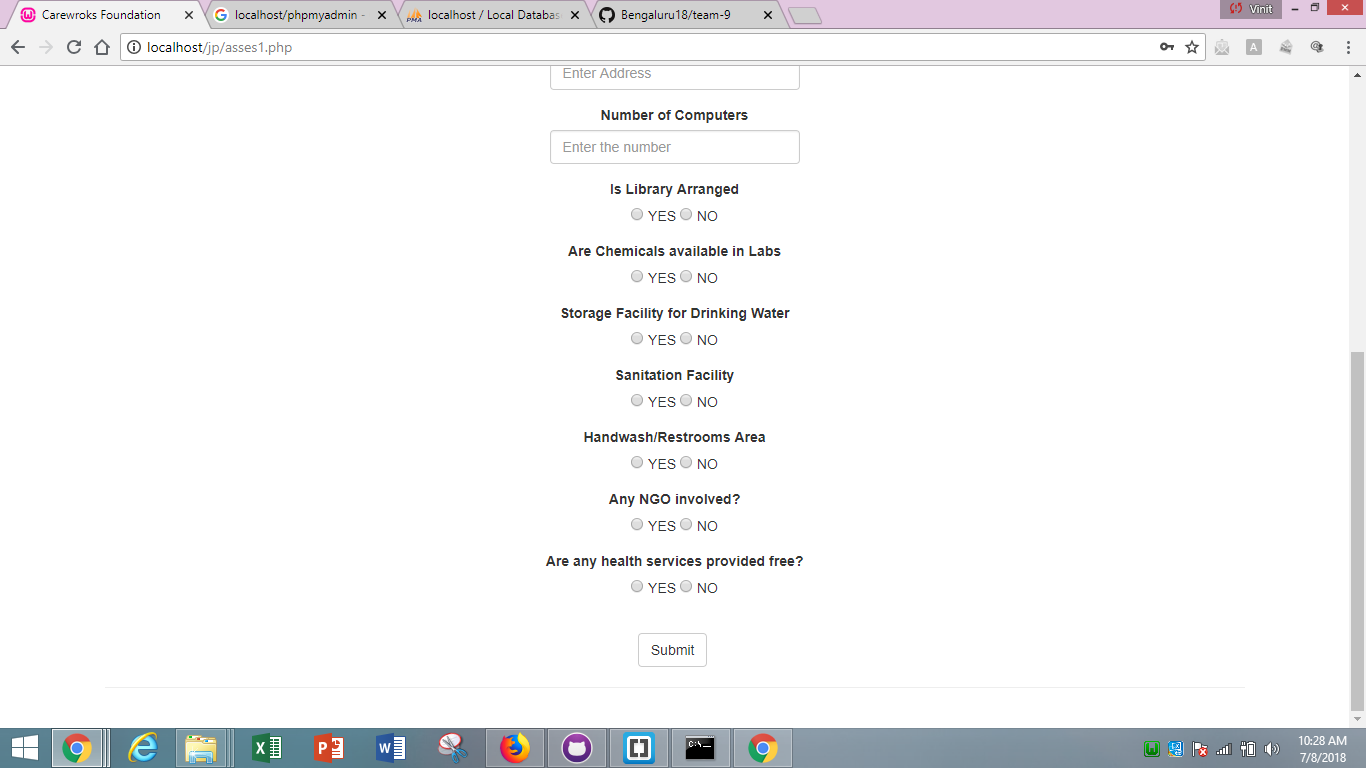 Carewroks Foundation
localhost/phpmyadmin -
localhost / Local Databas
Bengaluru18/team-9
Vinit
localhost/jp/asses1.php
Enter Address
Number of Computers
Enter the number
Is Library Arranged
YES NO
Are Chemicals available in Labs
YES NO
Storage Facility for Drinking Water
YES NO
Sanitation Facility
YES NO
Handwash/Restrooms Area
YES NO
Any NGO involved?
YES NO
Are any health services provided free?
YES NO
Submit
10:28 AM
7/8/2018